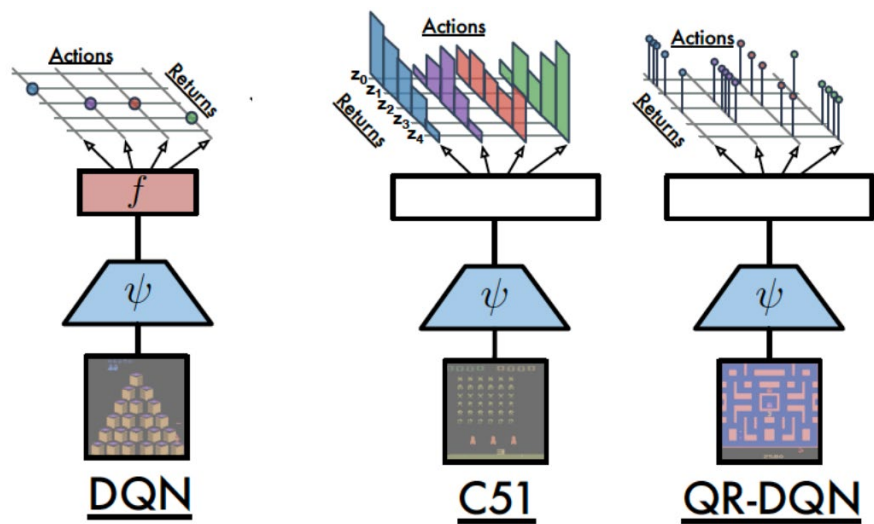 Actions
Returns
f
ψ
DQN
Actions
z0
z1
z2
z3
z4
Returns
ψ
C51
Actions
Returns
ψ
QR-DQN